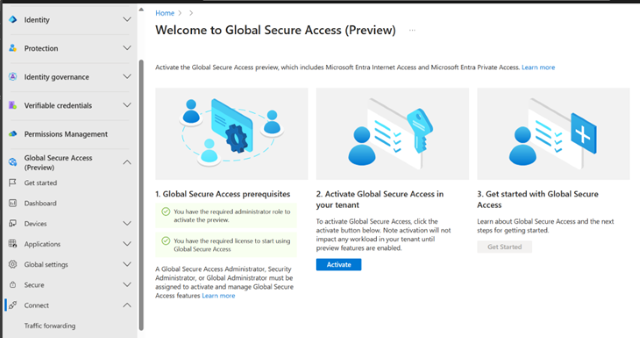 Identity
Protection
Identity governance
Verifiable credentials
Permissions Management
Global Secure Access
(Preview)
Get started
Dashboard
Devices
Applications
Global settings
Secure
Connect
Traffic forwarding
Home
Welcome to Global Secure Access (Preview)
Activate the Global Secure Access preview, which includes Microsoft Entra Internet Access and Microsoft Entra Private Access. Learn more
1. Global Secure Access prerequisites
You have the required administrator role to
activate the preview.
You have the required license to start using
Global Secure Access
A Global Secure Access Administrator, Security
Administrator, or Global Administrator must be
assigned to activate and manage Global Secure
Access features Learn more
2. Activate Global Secure Access in
your tenant
To activate Global Secure Access, click the
activate button below. Note activation will not
impact any workload in your tenant until
preview features are enabled.
Activate
3. Get started with Global Secure
Access
Learn about Global Secure Access and the next
steps for getting started.
Get Started